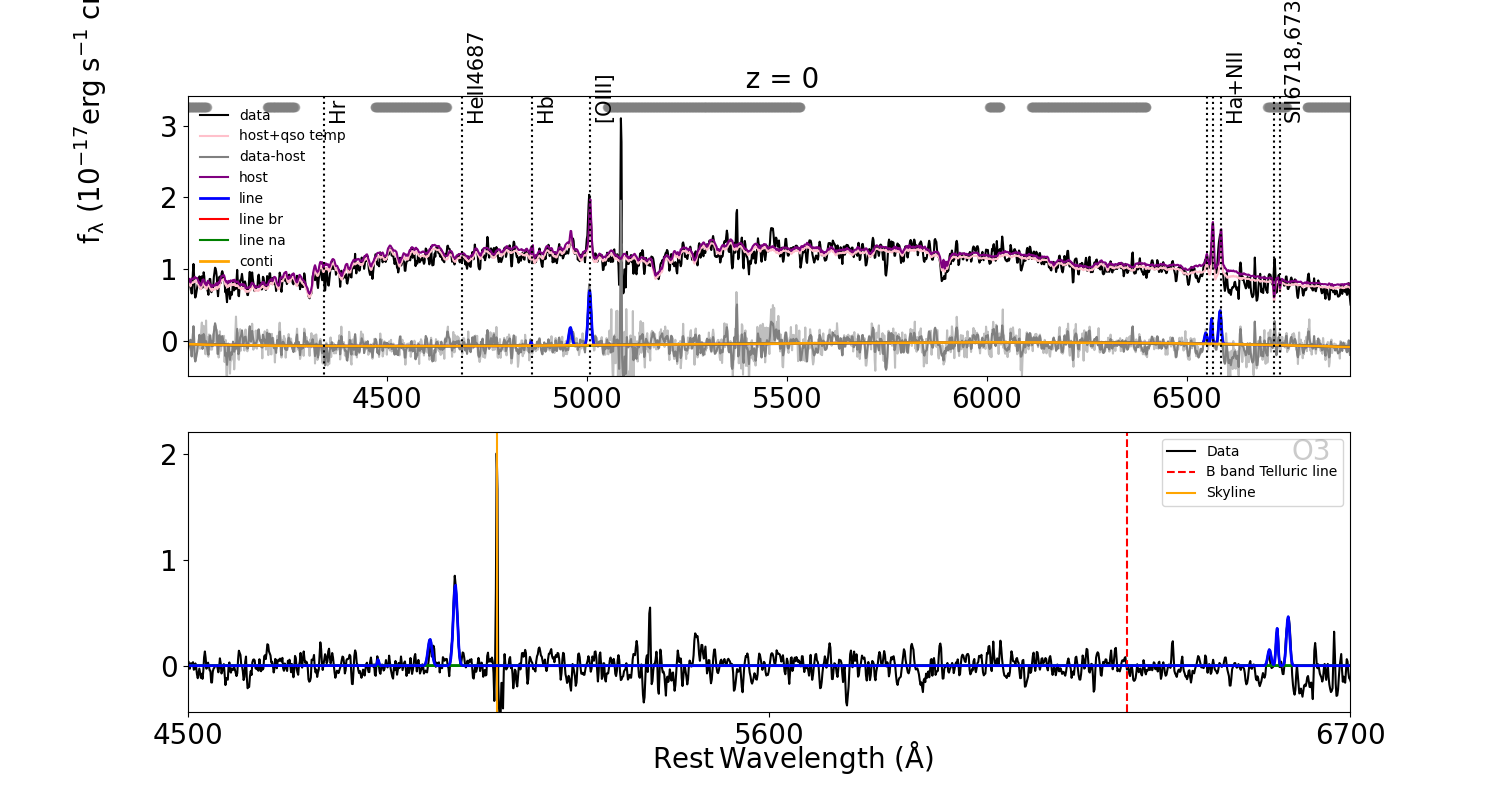 z = 0
HeII4687
SII6718,673
Hr
Hb
[OIII]
Ha+NII
f_λ (10^{-17} erg s^{-1} c
3
2
1
0
data
host+qso temp
data-host
host
line
line br
line na
conti
4500 5000 5500 6000 6500
O3
Data
B band Telluric line
Skyline
2
1
0
4500 5600 6700
Rest Wavelength (Å)